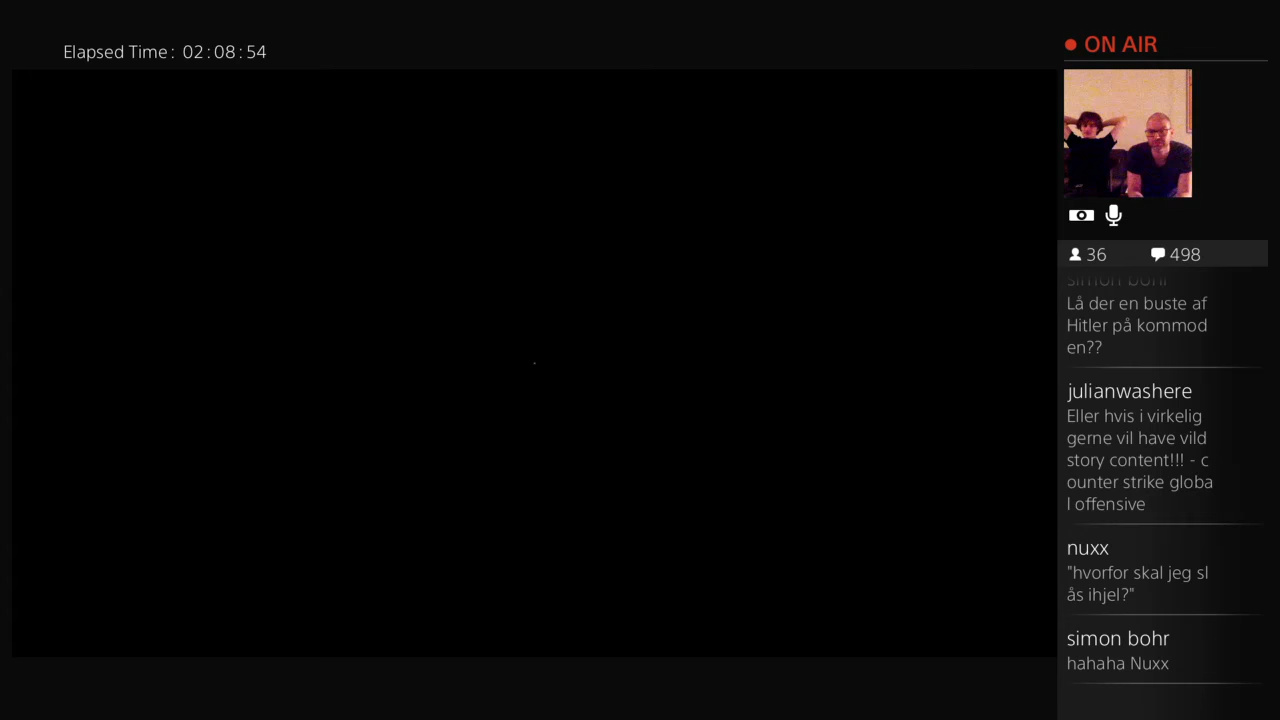 Elapsed Time: 02:08:54
ON AIR
36 498
simon bohr
Lå der en buste af
Hitler på kommod
en??
julianwashere
Eller hvis i virkelig
gerne vil have vild
story content!!! - c
ounter strike globa
l offensive
nuxx
"hvorfor skal jeg sl
ås ihjel?"
simon bohr
hahaha Nuxx